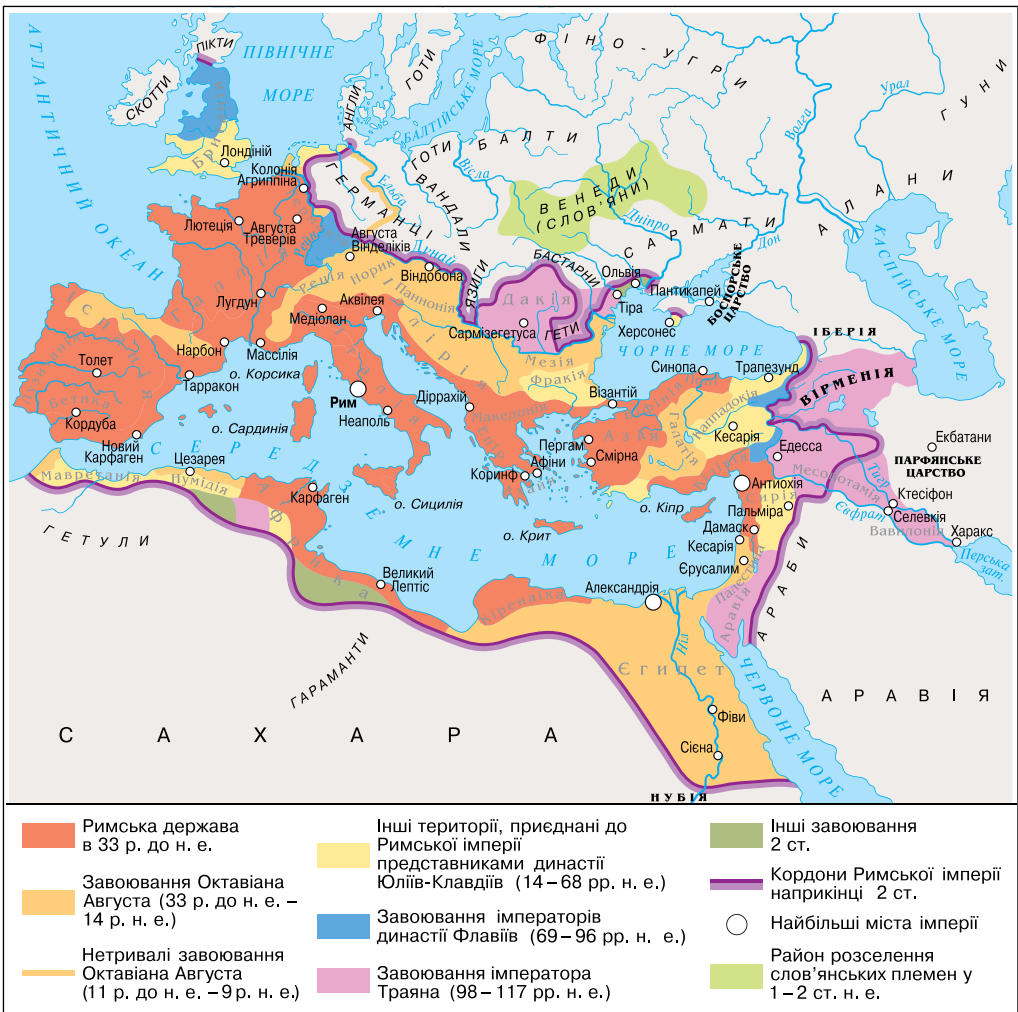 АТЛАНТИЧНИЙ ОКЕАН
ПІКТИ
СКОТТИ
ПІВНІЧНЕ
МОРЕ
ГОТИ
ФІНО-УГРИ
Урал
ГУНИ
АНГЛИ
БАЛТІЙСЬКЕ МОРЕ
Волга
Лондіній
ГОТИ
БАЛТИ
Вісла
АЛАНИ
Колонія
Агриппіна
ГЕРМАНЦІ
Ельба
ВАНДАЛИ
ВЕНЕДИ
(СЛОВ'ЯНИ)
Дніпро
САРМАТИ
Дон
Лютеція
Август
Треверів
Августа
Вінделіків
Дунай
Віндобона
ЯЗИГИ
БАСТАРНИ
Ольвія
Тіра
Пантикапей
БОСПОРСЬКЕ
ЦАРСТВО
КАСПІЙСЬКЕ МОРЕ
Галлія
Реція
Норик
Паннонія
Дакія
Сармізегетуса
ГЕТИ
Херсонес
Лугдун
Медіолан
Аквілея
Іллірія
Мезія
ЧОРНЕ МОРЕ
ІБЕРІЯ
Іспанія
Нарбон
Массілія
Італія
Фракія
Синопа
Трапезунд
ВІРМЕНІЯ
Толет
Тарракон
о. Корсика
Рим
Діррахій
Македонія
Візантій
Понт
Каппадокія
Бетика
Кордуба
о. Сардинія
Неаполь
Епір
Пергам
Азія
Галатія
Кесарія
Едесса
Екбатани
ПАРФЯНСЬКЕ
ЦАРСТВО
Новий
Карфаген
СЕРЕДЗЕМНЕ МОРЕ
Коринф
Афіни
Смірна
Антиохія
Месопотамія
Тигр
Цезарея
Мавретанія
Нумідія
Карфаген
о. Сицилія
о. Кіпр
Сирія
Пальміра
Євфрат
Ктесіфон
Селевкія
Вавилонія
Харакс
Перська
зат.
ГЕТУЛИ
Африка
о. Крит
Дамаск
Кесарія
Єрусалим
Палестина
Великий
Лептіс
Александрія
Кіренаїка
Аравія
АРАБИ
ГАРАМАНТИ
Ніл
Єгипет
ЧЕРВОНЕ МОРЕ
АРАВІЯ
САХАРА
Фіви
Сієна
НУБІЯ
Римська держава
в 33 р. до н. е.
Завоювання Октавіана
Августа (33 р. до н. е. –
14 р. н. е.)
Нетривалі завоювання
Октавіана Августа
(11 р. до н. е. –9 р. н. е.)
Інші території, приєднані до
Римської імперії
представниками династії
Юліїв-Клавдіїв (14–68 рр. н. е.)
Завоювання імператорів
династії Флавіїв (69–96 рр. н. е.)
Завоювання імператора
Траяна (98–117 рр. н. е.)
Інші завоювання
2 ст.
Кордони Римської імперії
наприкінці 2 ст.
Найбільші міста імперії
Район розселення
слов'янських племен у
1–2 ст. н. е.